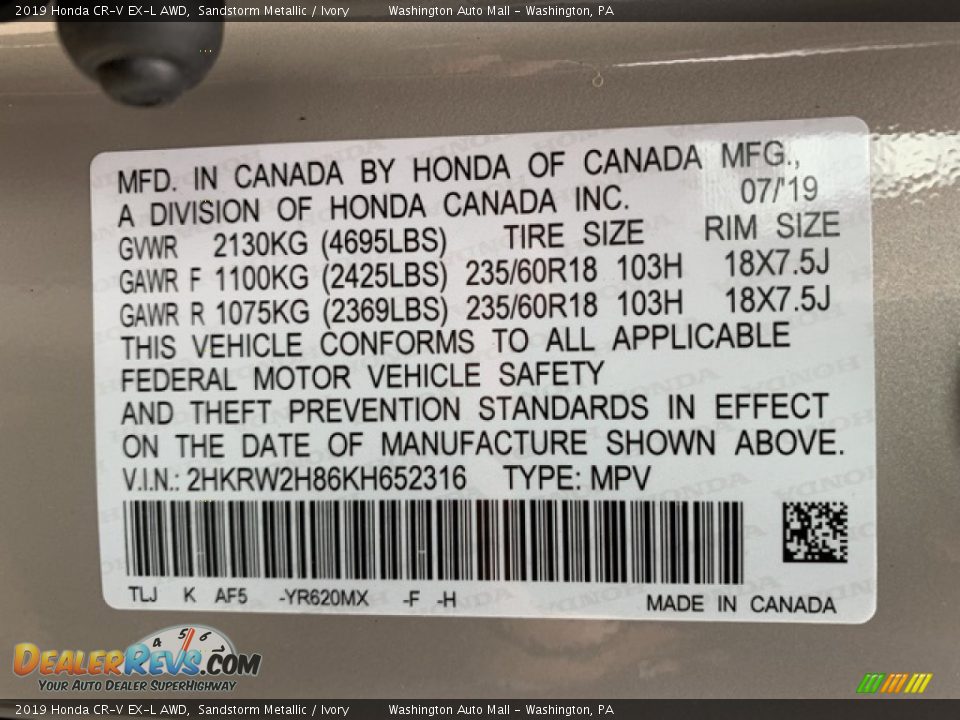 2019 Honda CR-V EX-L AWD, Sandstorm Metallic / Ivory Washington Auto Mall - Washington, PA
MFD. IN CANADA BY HONDA OF CANADA MFG.,
A DIVISION OF HONDA CANADA INC. 07/'19
GVWR 2130KG (4695LBS) TIRE SIZE RIM SIZE
GAWR F 1100KG (2425LBS) 235/60R18 103H 18X7.5J
GAWR R 1075KG (2369LBS) 235/60R18 103H 18X7.5J
THIS VEHICLE CONFORMS TO ALL APPLICABLE
FEDERAL MOTOR VEHICLE SAFETY
AND THEFT PREVENTION STANDARDS IN EFFECT
ON THE DATE OF MANUFACTURE SHOWN ABOVE.
V.I.N.: 2HKRW2H86KH652316 TYPE: MPV
TLJ K AF5 -YR620MX -F -H
MADE IN CANADA
4 5 6
DEALERREVS.COM
YOUR AUTO DEALER SUPERHIGHWAY
2019 Honda CR-V EX-L AWD, Sandstorm Metallic / Ivory Washington Auto Mall - Washington, PA